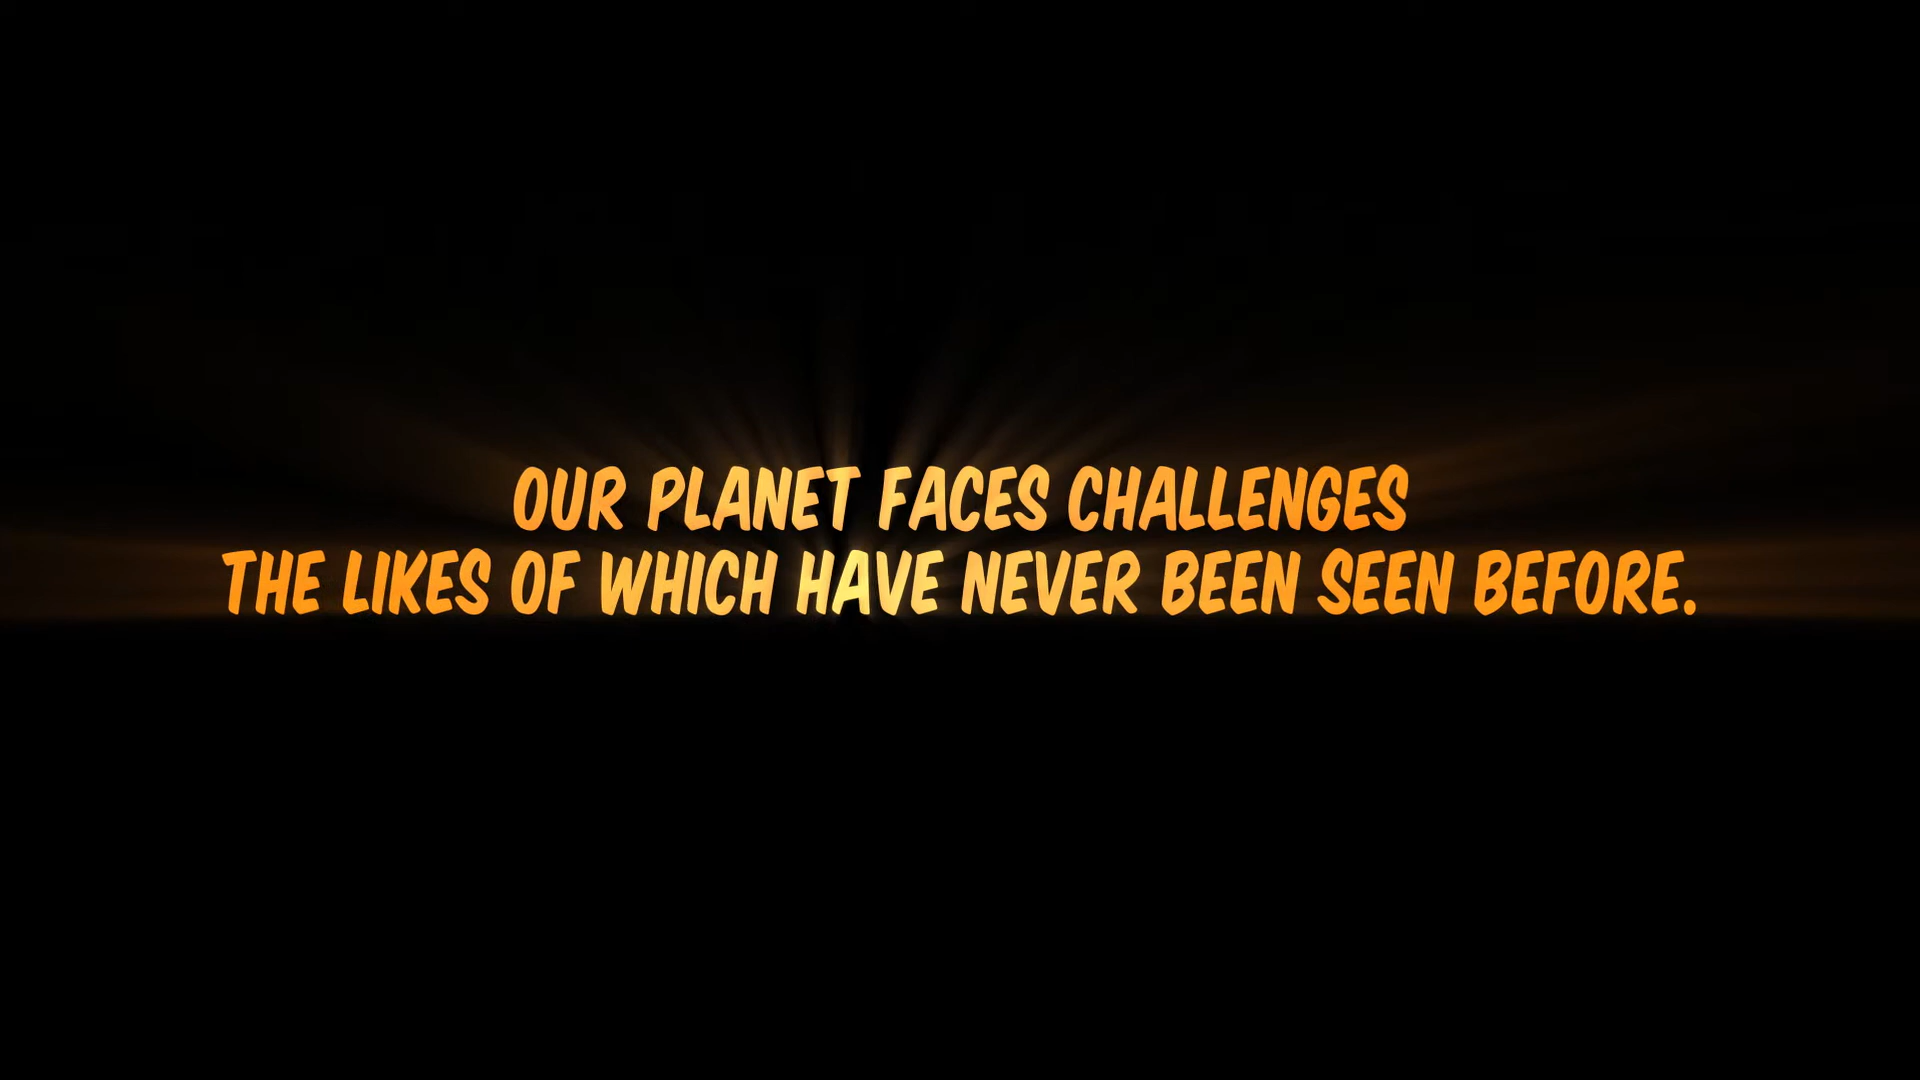 OUR PLANET FACES CHALLENGES
THE LIKES OF WHICH HAVE NEVER BEEN SEEN BEFORE.